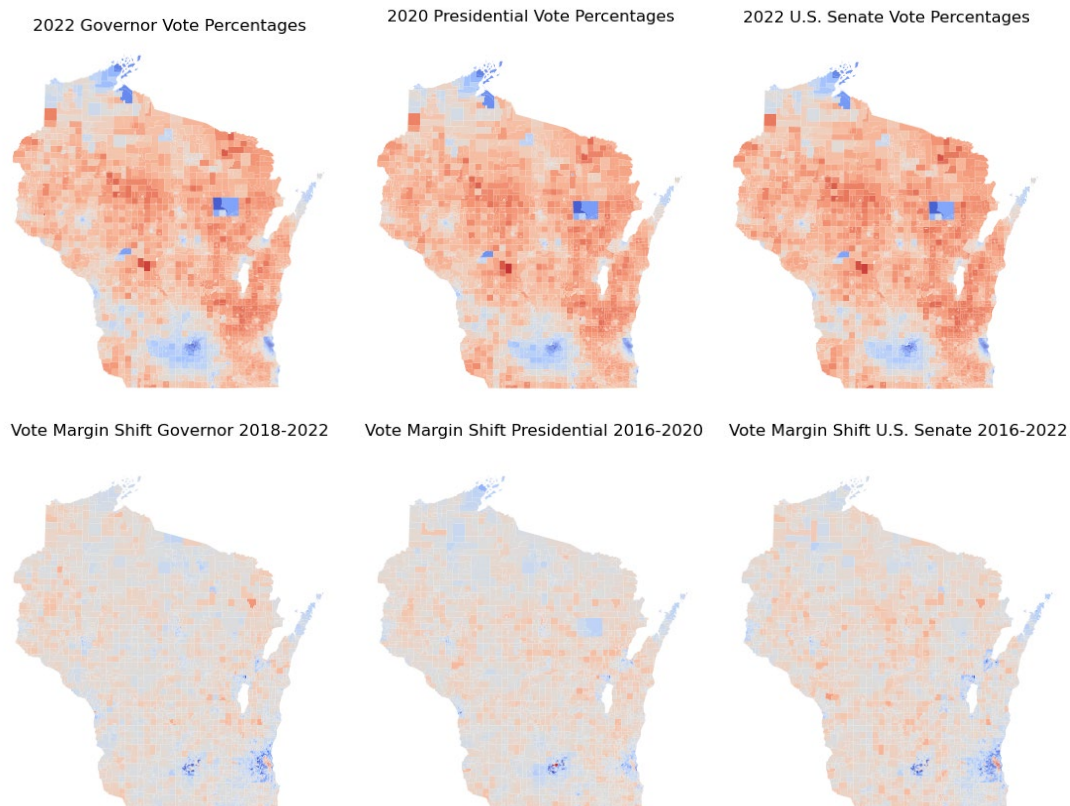 2022 Governor Vote Percentages
2020 Presidential Vote Percentages
2022 U.S. Senate Vote Percentages
Vote Margin Shift Governor 2018-2022
Vote Margin Shift Presidential 2016-2020
Vote Margin Shift U.S. Senate 2016-2022